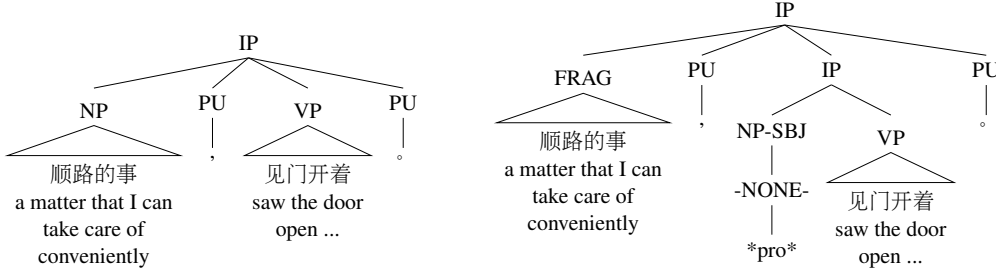 IP
NP PU VP PU
顺路的事 , 见门开着 。
a matter that I can saw the door
take care of open ...
conveniently
IP
FRAG PU IP PU
顺路的事 , NP-SBJ VP 。
a matter that I can
take care of -NONE- 见门开着
conveniently saw the door
*pro* open ...